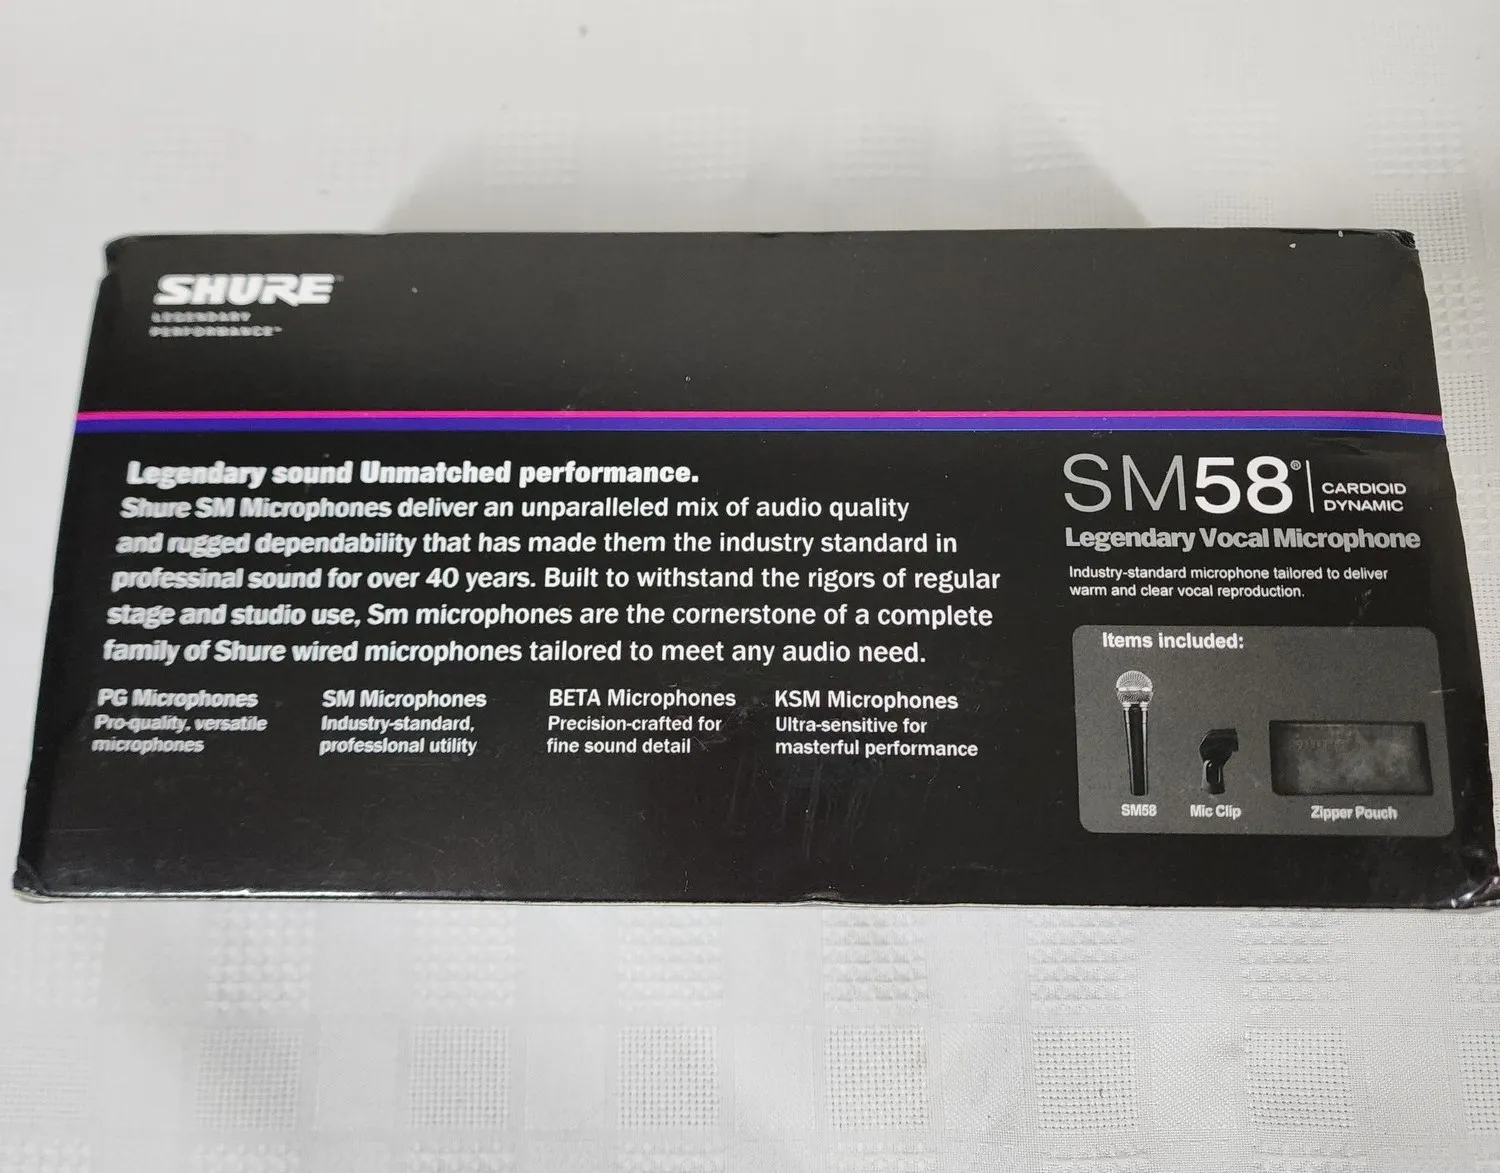 SHURE™
LEGENDARY
PERFORMANCE™
Legendary sound Unmatched performance.
Shure SM Microphones deliver an unparalleled mix of audio quality
and rugged dependability that has made them the industry standard in
professinal sound for over 40 years. Built to withstand the rigors of regular
stage and studio use, Sm microphones are the cornerstone of a complete
family of Shure wired microphones tailored to meet any audio need.
PG Microphones
Pro-quality, versatile
microphones
SM Microphones
Industry-standard,
professional utility
BETA Microphones
Precision-crafted for
fine sound detail
KSM Microphones
Ultra-sensitive for
masterful performance
SM58® CARDIOID
DYNAMIC
Legendary Vocal Microphone
Industry-standard microphone tailored to deliver
warm and clear vocal reproduction.
Items included:
SM58
Mic Clip
Zipper Pouch